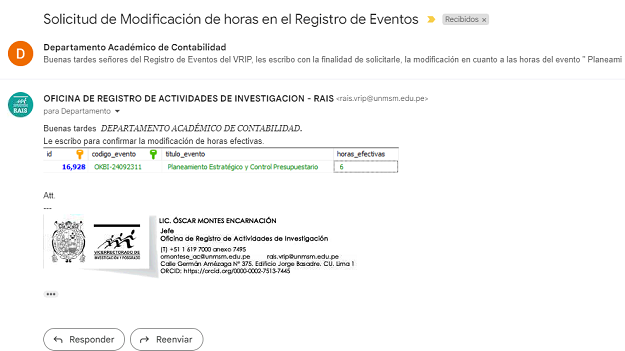 Solicitud de Modificación de horas en el Registro de Eventos
Recibidos ×
D
Departamento Académico de Contabilidad
Buenas tardes señores del Registro de Eventos del VRIP, les escribo con la finalidad de solicitarle, la modificación en cuanto a las horas del evento " Planeami
RAIS
OFICINA DE REGISTRO DE ACTIVIDADES DE INVESTIGACION - RAIS <rais.vrip@unmsm.edu.pe>
para Departamento
Buenas tardes DEPARTAMENTO ACADÉMICO DE CONTABILIDAD.
Le escribo para confirmar la modificación de horas efectivas.
id codigo_evento titulo_evento horas_efectivas
16,928 OKBI-24092311 Planeamiento Estratégico y Control Presupuestario 6
Att.
---
LIC. ÓSCAR MONTES ENCARNACIÓN
Jefe
Oficina de Registro de Actividades de Investigación
(T) +51 1 619 7000 anexo 7495
omontese_ac@unmsm.edu.pe rais.vrip@unmsm.edu.pe
Calle Germán Amézaga N° 375. Edificio Jorge Basadre. CU. Lima 1
ORCID: https://orcid.org/0000-0002-7513-7445
VICERRECTORADO DE
INVESTIGACIÓN Y POSGRADO
Responder
Reenviar